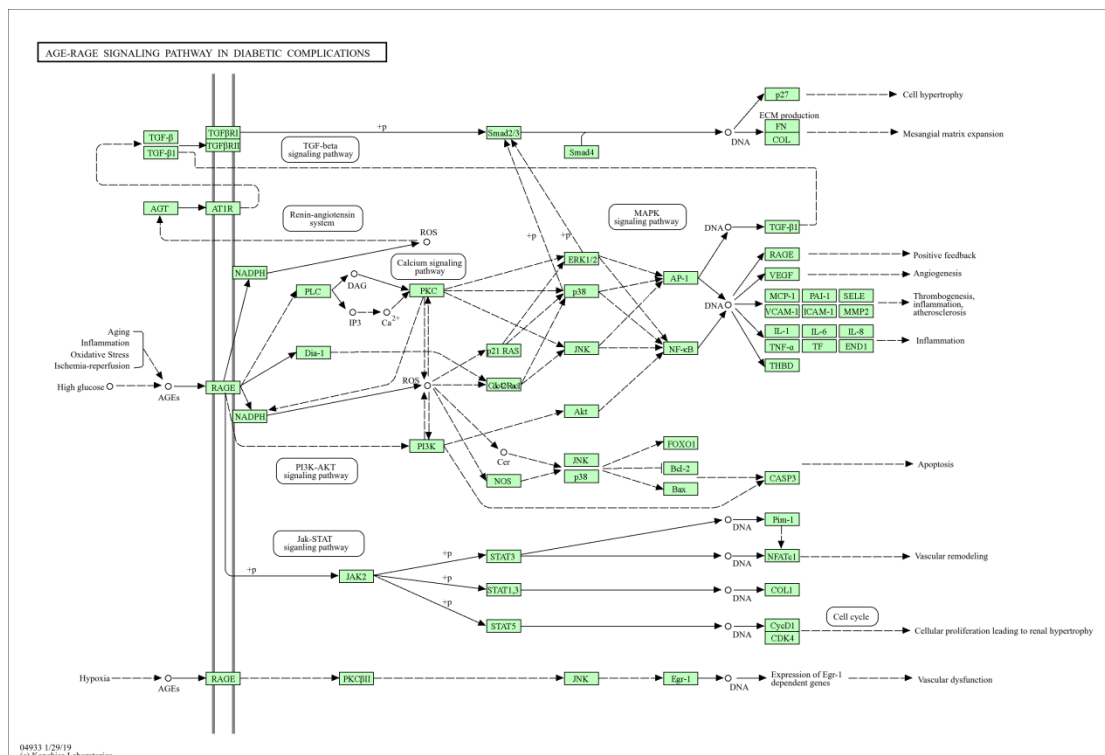 AGE-RAGE SIGNALING PATHWAY IN DIABETIC COMPLICATIONS
p27
Cell hypertrophy
ECM production
TGF-β
TGFβRI
+p
Smad2/3
DNA
FN
Mesangial matrix expansion
TGF-β1
TGFβRII
TGF-beta
signaling pathway
Smad4
COL
AGT
AT1R
Renin-angiotensin
system
MAPK
signaling pathway
DNA
TGF-β1
ROS
+p
+p
NADPH
Calcium signaling
pathway
ERK1/2
RAGE
Positive feedback
DAG
AP-1
VEGF
Angiogenesis
PLC
PKC
p38
DNA
MCP-1
PAI-1
SELE
Thrombogenesis,
inflammation,
atherosclerosis
IP3
Ca2+
VCAM-1
ICAM-1
MMP2
Aging
Inflammation
Oxidative Stress
Ischemia-reperfusion
Dia-1
p21 RAS
JNK
NF-κB
IL-1
IL-6
IL-8
Inflammation
TNF-α
TF
END1
THBD
High glucose
AGEs
RAGE
ROS
NADPH
Akt
PI3K
FOXO1
Cer
JNK
Bcl-2
Apoptosis
PI3K-AKT
signaling pathway
NOS
p38
Bax
CASP3
Jak-STAT
siganling pathway
DNA
Pim-1
+p
STAT3
DNA
NFATc1
Vascular remodeling
+p
JAK2
+p
STAT1,3
DNA
COL1
+p
STAT5
DNA
CycD1
CDK4
Cell cycle
Cellular proliferation leading to renal hypertrophy
Hypoxia
AGEs
RAGE
PKCβII
JNK
Egr-1
DNA
Expression of Egr-1
dependent genes
Vascular dysfunction
04933 1/29/19